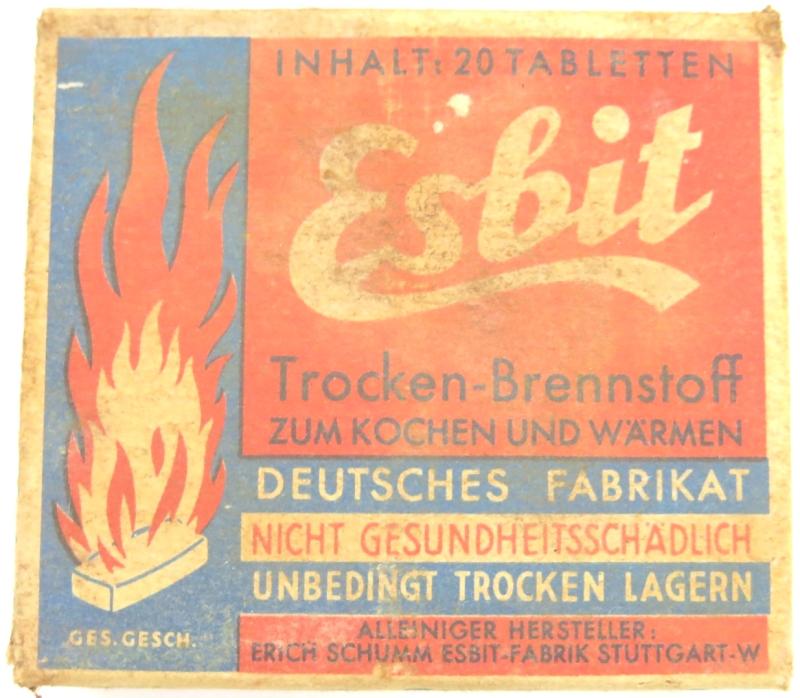 INHALT: 20 TABLETTEN
Esbit
Trocken-Brennstoff
ZUM KOCHEN UND WÄRMEN
DEUTSCHES FABRIKAT
NICHT GESUNDHEITSSCHÄDLICH
UNBEDINGT TROCKEN LAGERN
GES. GESCH.
ALLEINIGER HERSTELLER:
ERICH SCHUMM ESBIT-FABRIK STUTTGART-W